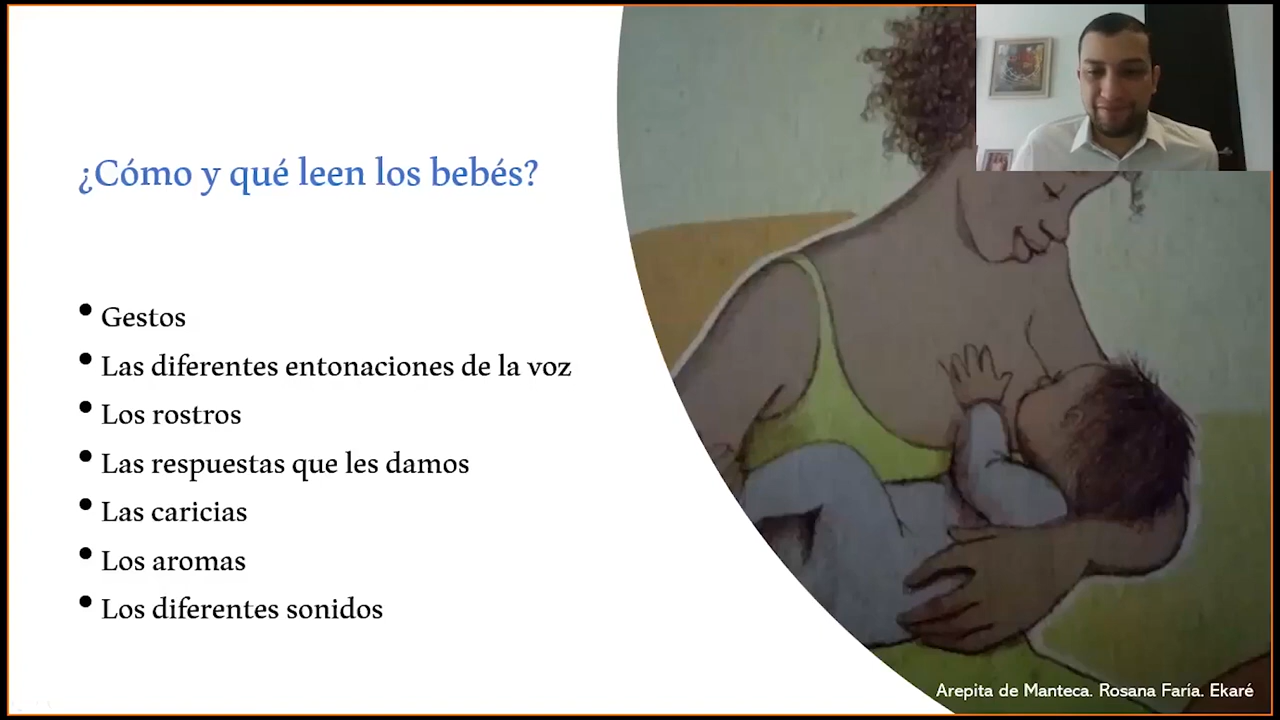 ¿Cómo y qué leen los bebés?
• Gestos
• Las diferentes entonaciones de la voz
• Los rostros
• Las respuestas que les damos
• Las caricias
• Los aromas
• Los diferentes sonidos
Arepita de Manteca. Rosana Faría. Ekaré